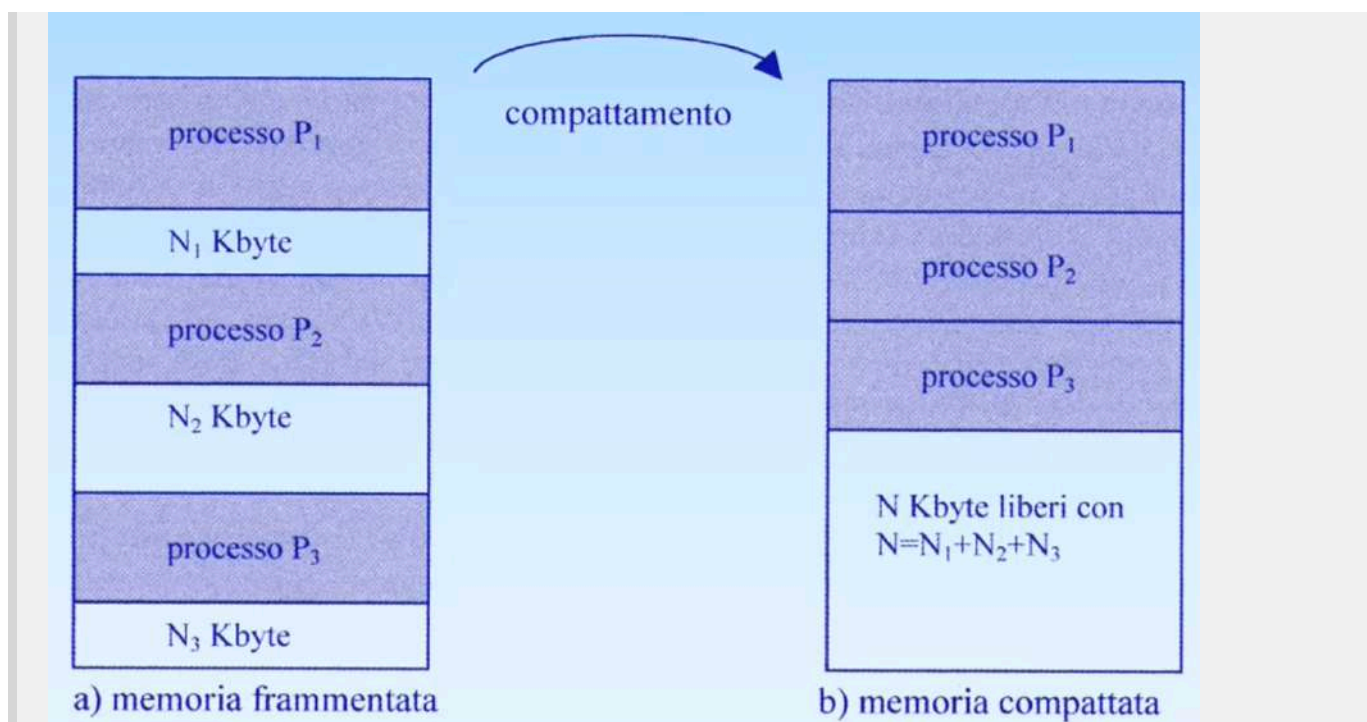 processo P₁
N₁ Kbyte
processo P₂
N₂ Kbyte
processo P₃
N₃ Kbyte
a) memoria frammentata
compattamento
processo P₁
processo P₂
processo P₃
N Kbyte liberi con
N=N₁+N₂+N₃
b) memoria compattata